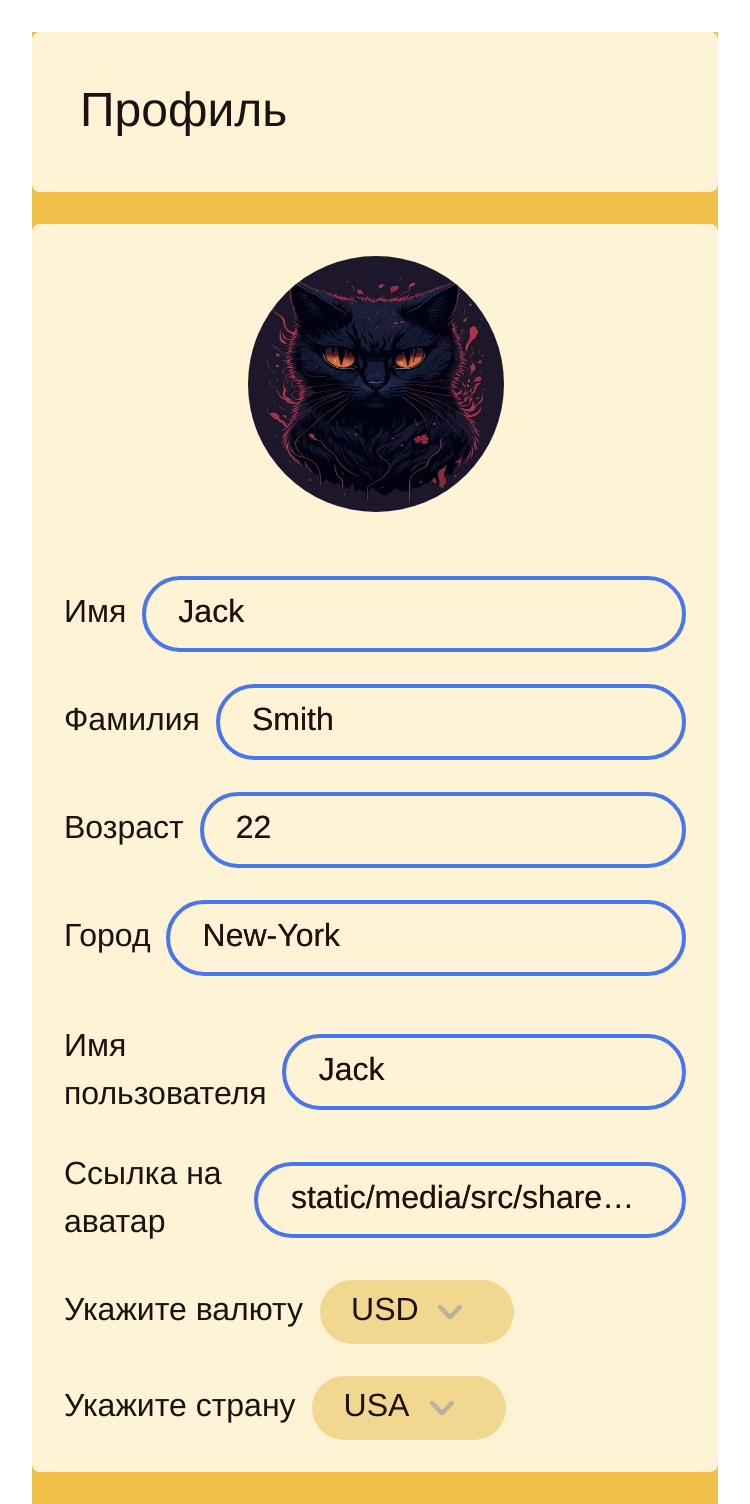 Профиль
Имя Jack
Фамилия Smith
Возраст 22
Город New-York
Имя
пользователя Jack
Ссылка на
аватар static/media/src/share…
Укажите валюту USD
Укажите страну USA